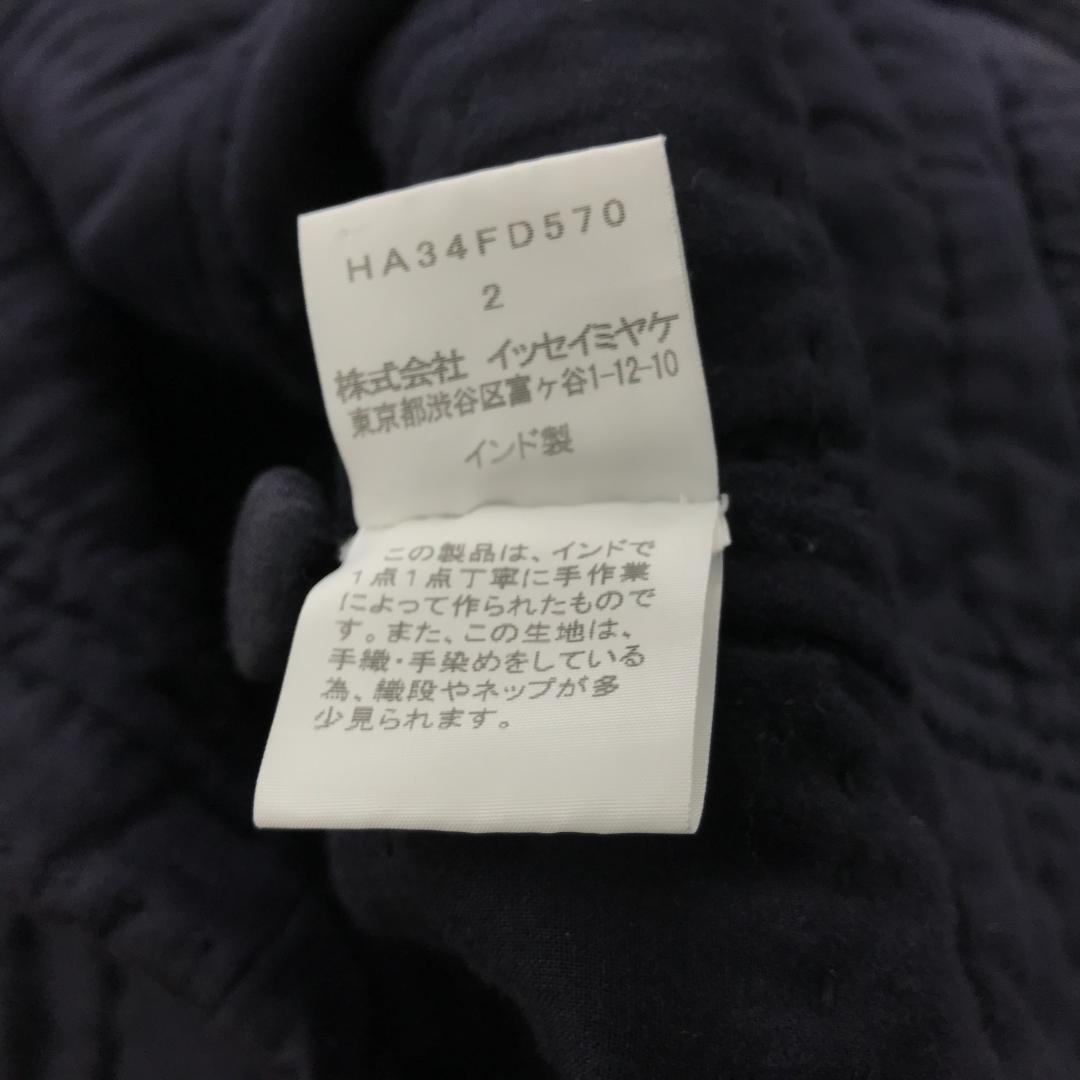 HA34FD570
2
株式会社 イッセイミヤケ
東京都渋谷区富ヶ谷1-12-10
インド製
この製品は、インドで
1点1点丁寧に手作業
によって作られたもので
す。また、この生地は、
手織・手染めをしている
為、織段やネップが多
少見られます。